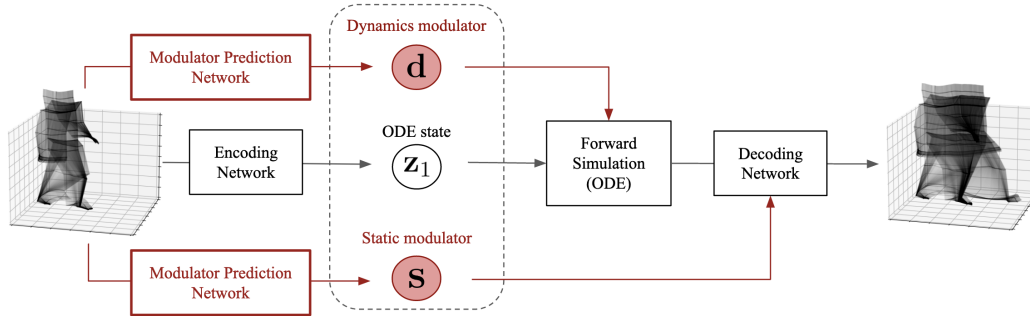 Dynamics modulator
Modulator Prediction
Network
d
ODE state
Encoding
Network
z1
Forward
Simulation
(ODE)
Decoding
Network
Static modulator
Modulator Prediction
Network
s